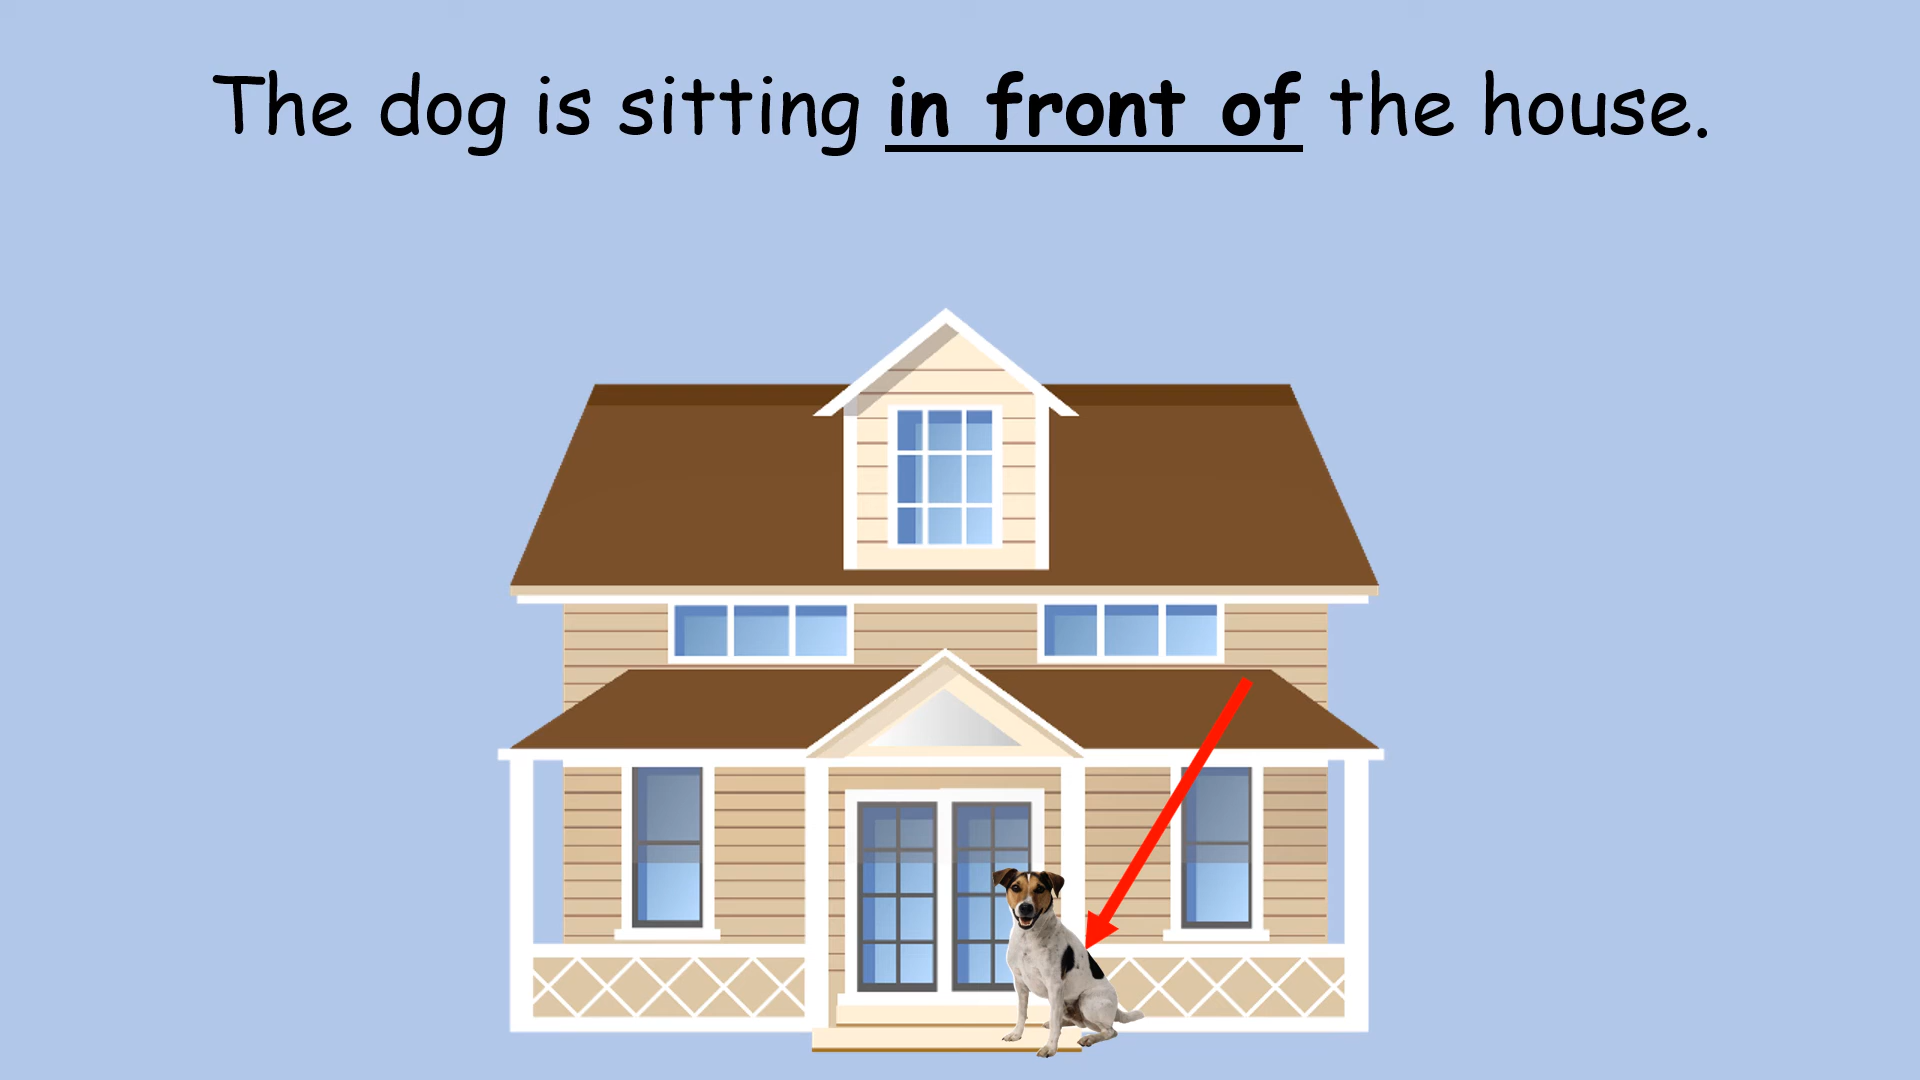 The dog is sitting in front of the house.